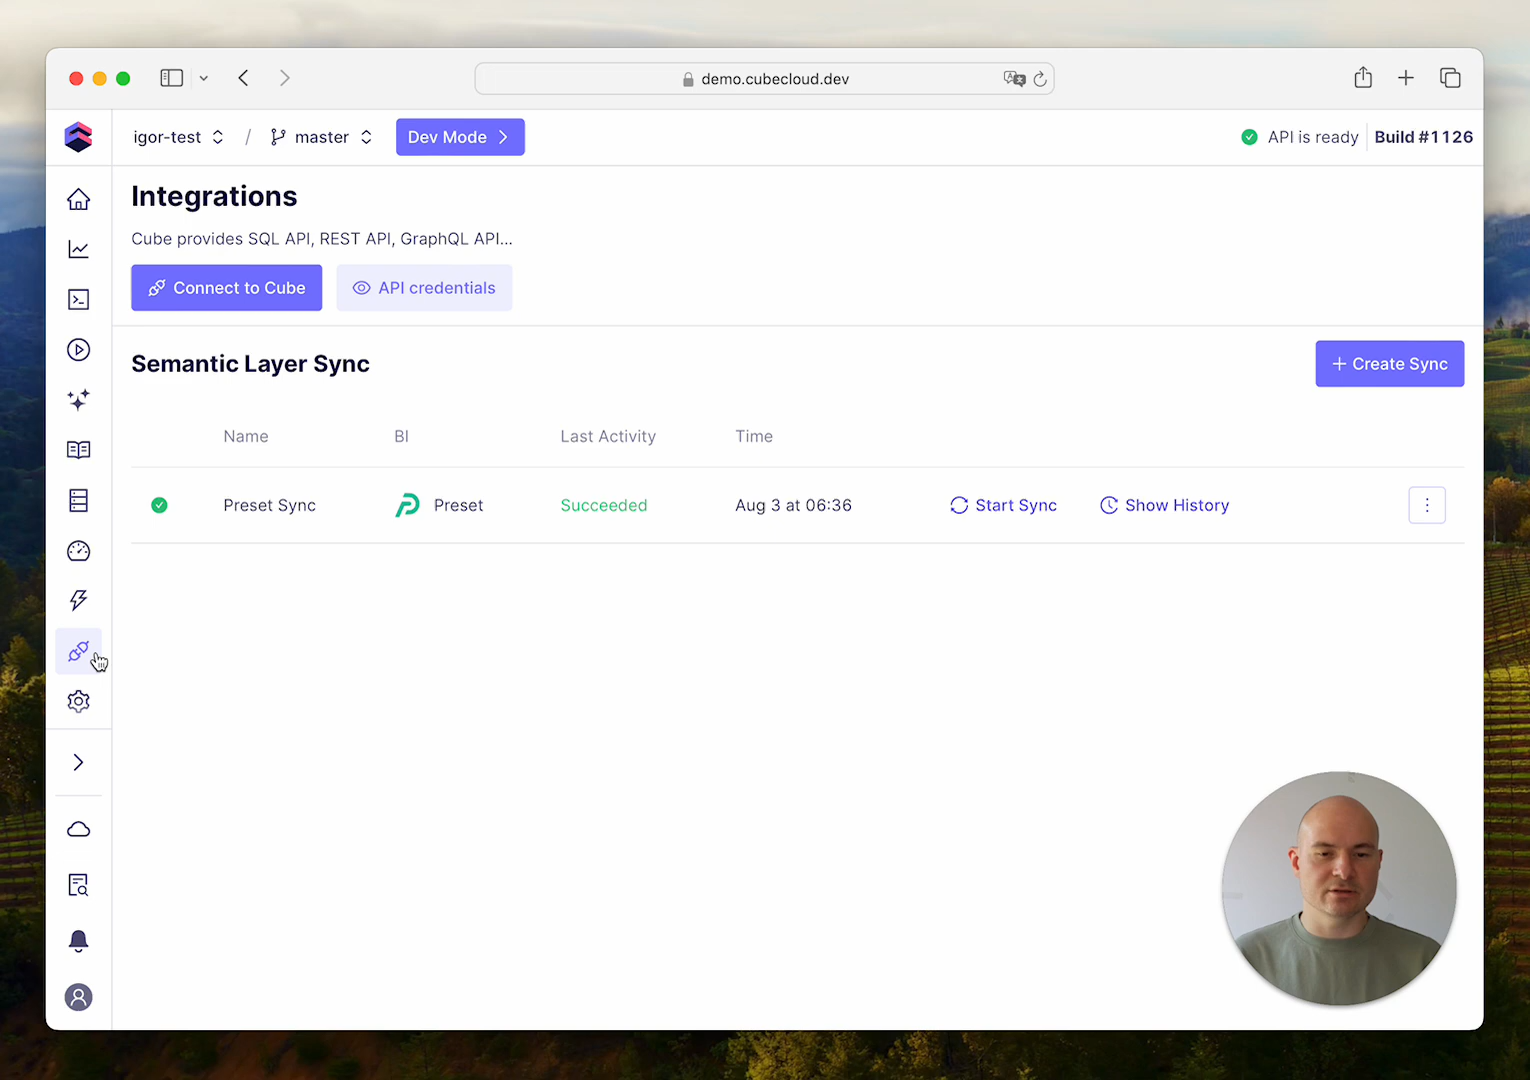 demo.cubecloud.dev
igor-test / master Dev Mode API is ready Build #1126
Integrations
Cube provides SQL API, REST API, GraphQL API...
Connect to Cube API credentials
Semantic Layer Sync + Create Sync
Name BI Last Activity Time
Preset Sync Preset Succeeded Aug 3 at 06:36 Start Sync Show History